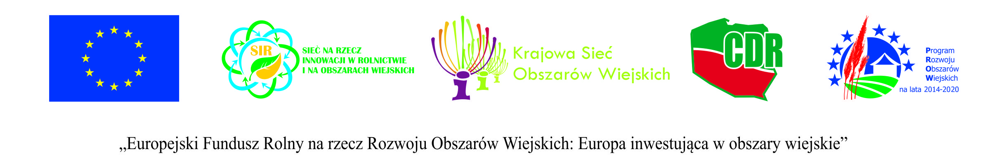 SIR
SIEĆ NA RZECZ
INNOWACJI W ROLNICTWIE
I NA OBSZARACH WIEJSKICH
Krajowa Sieć
Obszarów Wiejskich
CDR
Program
Rozwoju
Obszarów
Wiejskich
na lata 2014-2020
„Europejski Fundusz Rolny na rzecz Rozwoju Obszarów Wiejskich: Europa inwestująca w obszary wiejskie”